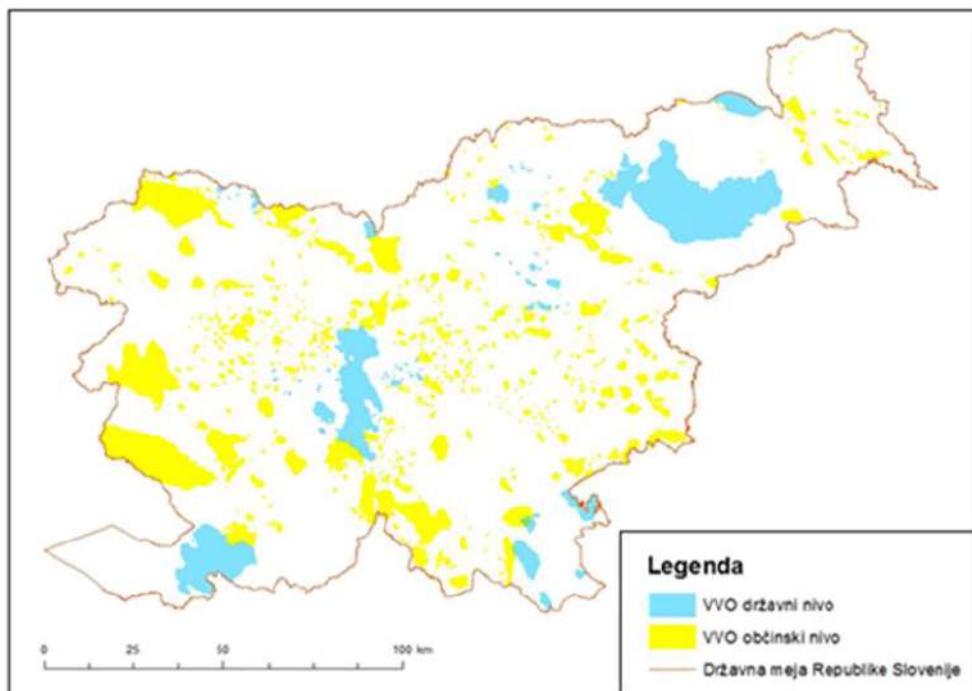 Legenda
VVO državni nivo
VVO občinski nivo
Državna meja Republike Slovenije
0 25 50 100 km